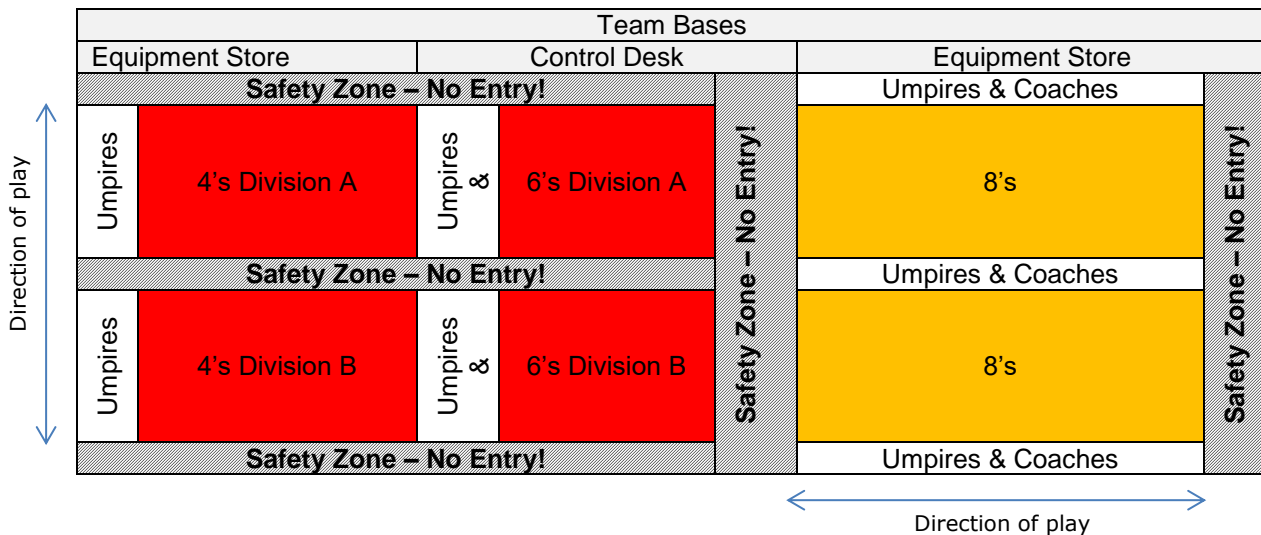 Team Bases
Equipment Store
Control Desk
Equipment Store
Safety Zone – No Entry!
Umpires & Coaches
Direction of play
Umpires
4's Division A
Umpires
&
6's Division A
Safety Zone – No Entry!
8's
Safety Zone – No Entry!
Safety Zone – No Entry!
Umpires & Coaches
Umpires
4's Division B
Umpires
&
6's Division B
8's
Safety Zone – No Entry!
Umpires & Coaches
Direction of play